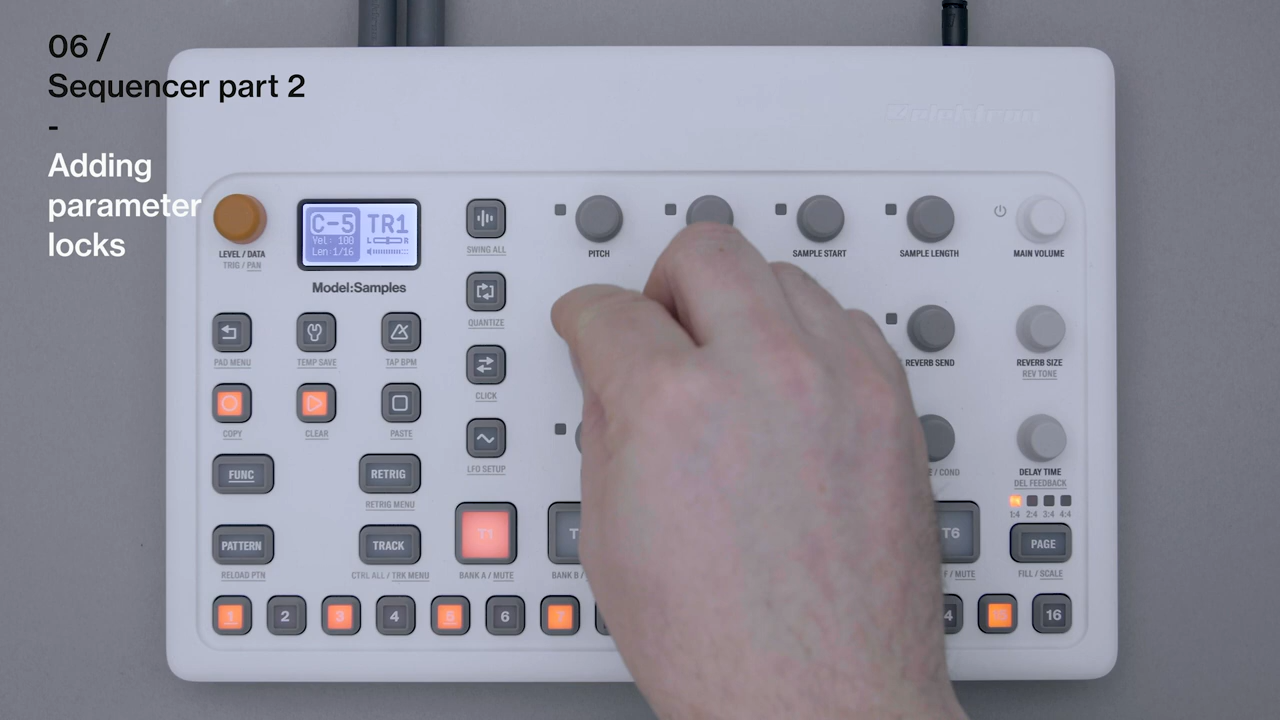 06 /
Sequencer part 2
-
Adding
parameter
locks
elektron
C-5 TR1
Vel: 100 L R
Len:1/16
Model:Samples
LEVEL / DATA
TRIG / PAN
SWING ALL
PITCH
SAMPLE START
SAMPLE LENGTH
MAIN VOLUME
PAD MENU
TEMP SAVE
TAP BPM
QUANTIZE
REVERB SEND
REVERB SIZE
REV TONE
COPY
CLEAR
PASTE
CLICK
FUNC
RETRIG
RETRIG MENU
LFO SETUP
/ COND
DELAY TIME
DEL FEEDBACK
1:4 2:4 3:4 4:4
PATTERN
TRACK
T1
T6
PAGE
RELOAD PTN
CTRL ALL / TRK MENU
BANK A / MUTE
BANK B /
/ MUTE
FILL / SCALE
1 2 3 4 5 6 7 15 16